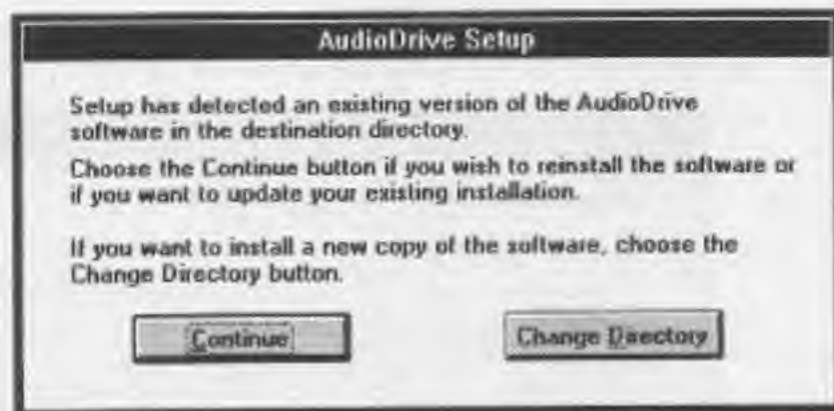 AudioDrive Setup
Setup has detected an existing version of the AudioDrive
software in the destination directory.
Choose the Continue button if you wish to reinstall the software or
if you want to update your existing installation.
If you want to install a new copy of the software, choose the
Change Directory button.
Continue
Change Directory